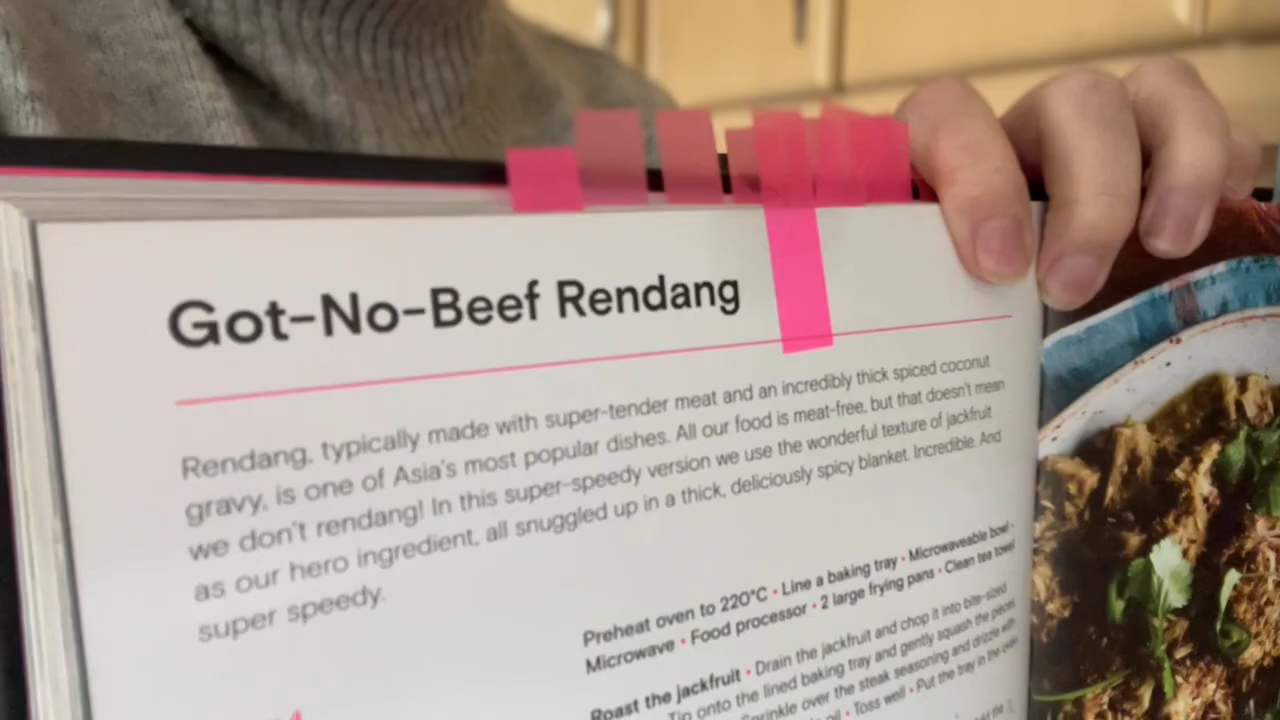 Got-No-Beef Rendang
Rendang, typically made with super-tender meat and an incredibly thick spiced coconut
gravy, is one of Asia's most popular dishes. All our food is meat-free, but that doesn't mean
we don't rendang! In this super-speedy version we use the wonderful texture of jackfruit
as our hero ingredient, all snuggled up in a thick, deliciously spicy blanket. Incredible. And
super speedy.
Preheat oven to 220°C • Line a baking tray • Microwaveable bowl •
Microwave • Food processor • 2 large frying pans • Clean tea towel
Roast the jackfruit • Drain the jackfruit and chop it into bite-sized
Tip onto the lined baking tray and gently squash the pieces
Sprinkle over the steak seasoning and drizzle with
oil • Toss well • Put the tray in the oven